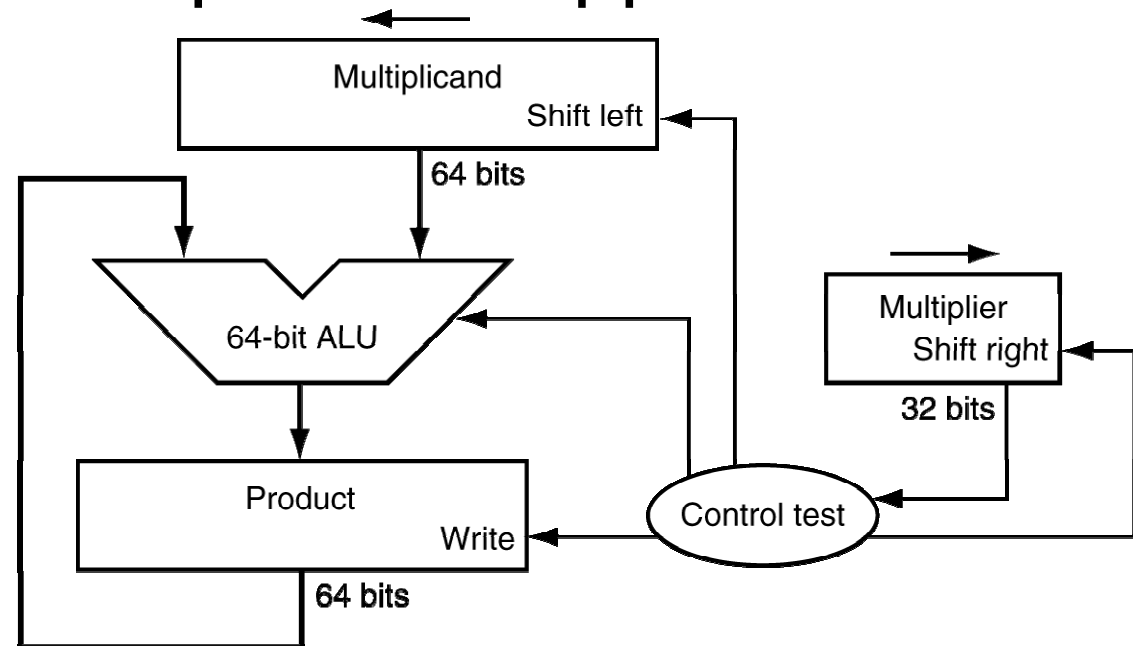 Multiplicand
Shift left
64 bits
64-bit ALU
Multiplier
Shift right
32 bits
Product
Write
Control test
64 bits